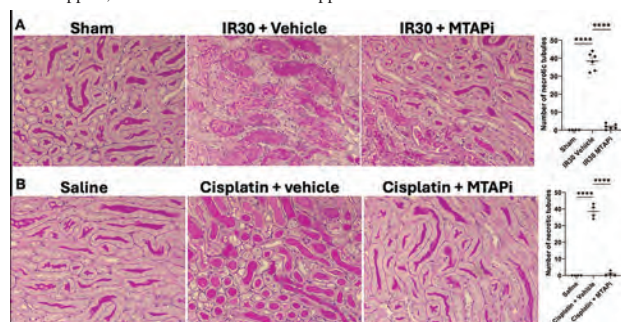 A
Sham
IR30 + Vehicle
IR30 + MTAPi
****
****
Number of necrotic tubules
50
40
30
20
10
0
Sham
IR30 Vehicle
IR30 MTAPi
B
Saline
Cisplatin + vehicle
Cisplatin + MTAPi
****
****
Number of necrotic tubules
50
40
30
20
10
0
Saline
Cisplatin + Vehicle
Cisplatin + MTAPi